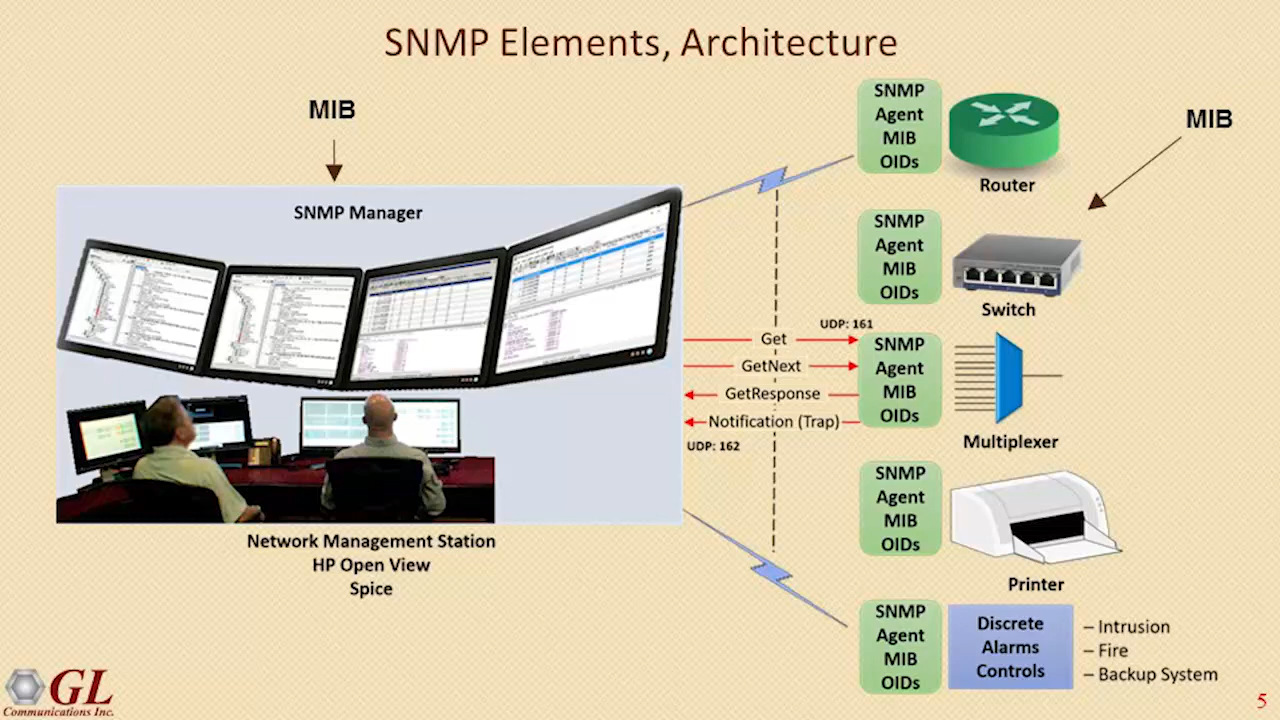 SNMP Elements, Architecture
MIB
SNMP Manager
Network Management Station
HP Open View
Spice
Get
UDP: 161
GetNext
GetResponse
Notification (Trap)
UDP: 162
MIB
SNMP
Agent
MIB
OIDs
Router
SNMP
Agent
MIB
OIDs
Switch
SNMP
Agent
MIB
OIDs
Multiplexer
SNMP
Agent
MIB
OIDs
Printer
SNMP
Agent
MIB
OIDs
Discrete
Alarms
Controls
– Intrusion
– Fire
– Backup System
GL
Communications Inc.
5